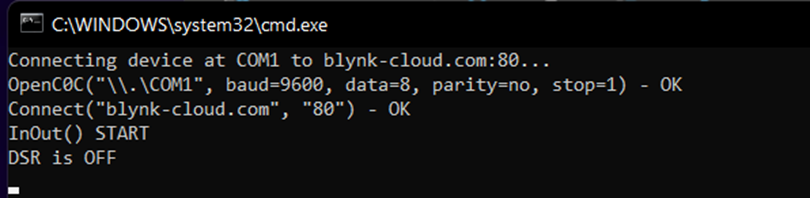 C:\WINDOWS\system32\cmd.exe
Connecting device at COM1 to blynk-cloud.com:80...
OpenC0C("\\.\COM1", baud=9600, data=8, parity=no, stop=1) - OK
Connect("blynk-cloud.com", "80") - OK
InOut() START
DSR is OFF